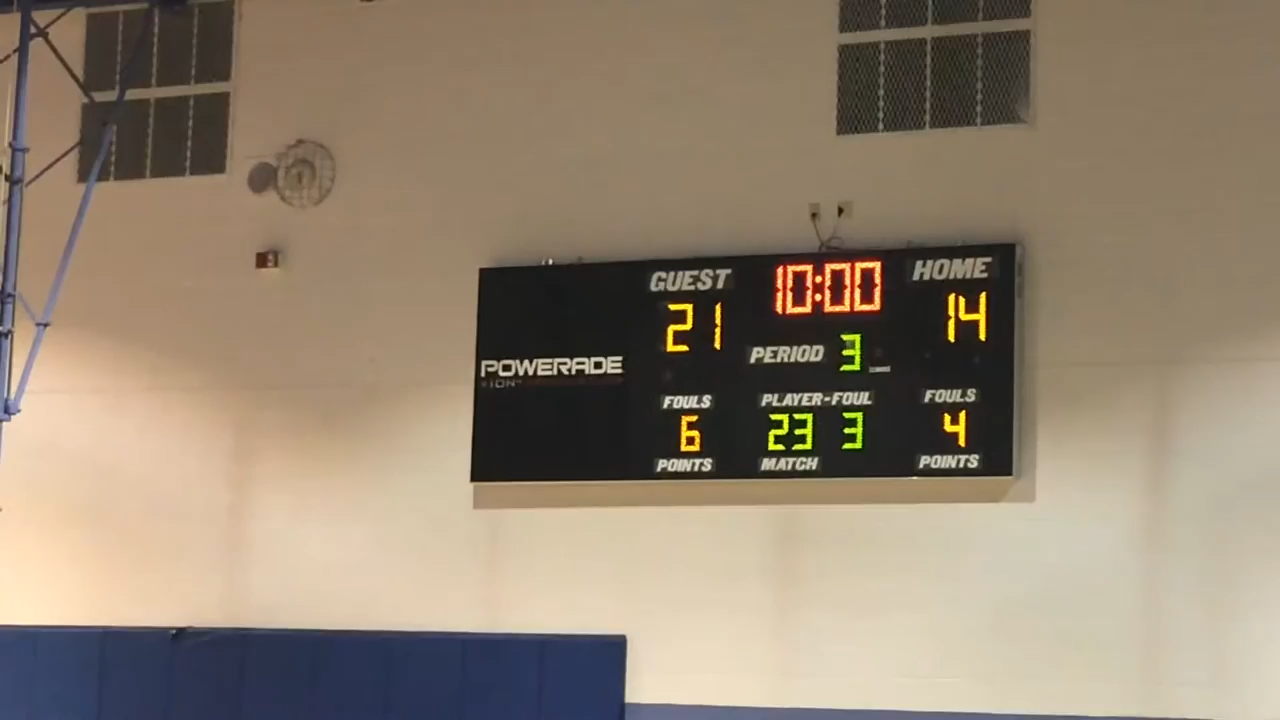 GUEST 10:00 HOME
21 14
PERIOD 3
POWERADE
FOULS PLAYER-FOUL FOULS
6 23 3 4
POINTS MATCH POINTS